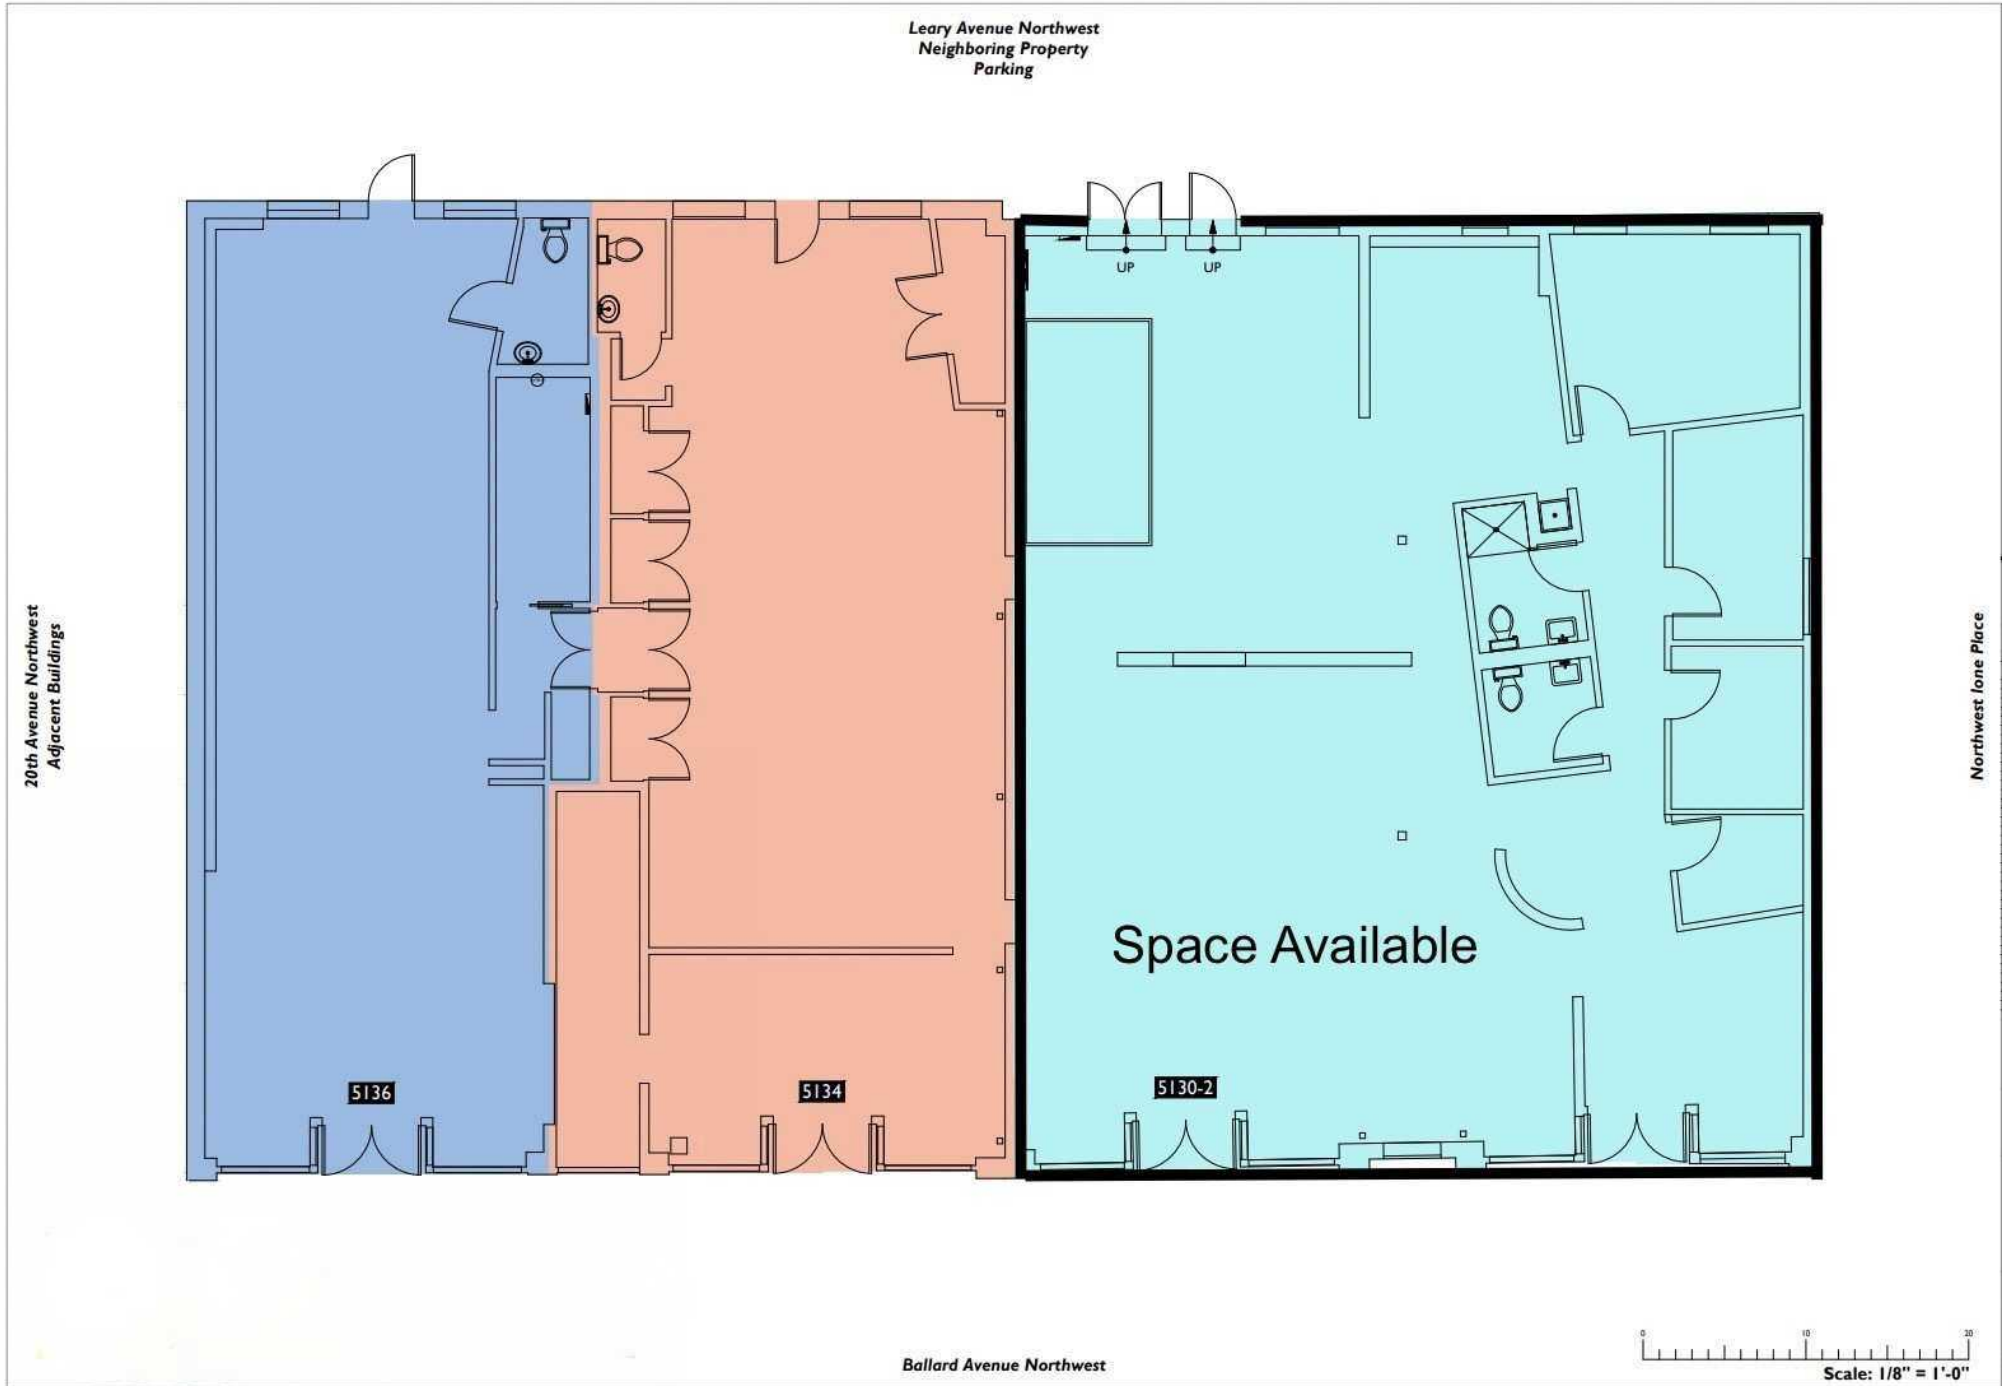 Leary Avenue Northwest
Neighboring Property
Parking
UP
UP
20th Avenue Northwest
Adjacent Buildings
Northwest Ione Place
Space Available
5136
5134
5130-2
Ballard Avenue Northwest
0 10 20
Scale: 1/8" = 1'-0"